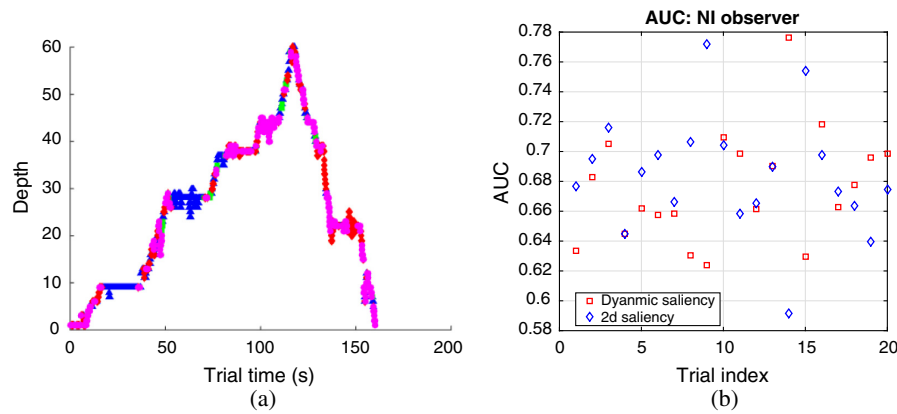 60
50
40
30
20
10
0
Depth
0 50 100 150 200
Trial time (s)
(a)
AUC: NI observer
0.78
0.76
0.74
0.72
0.7
0.68
0.66
0.64
0.62
0.6
0.58
AUC
Dyanmic saliency
2d saliency
0 5 10 15 20
Trial index
(b)